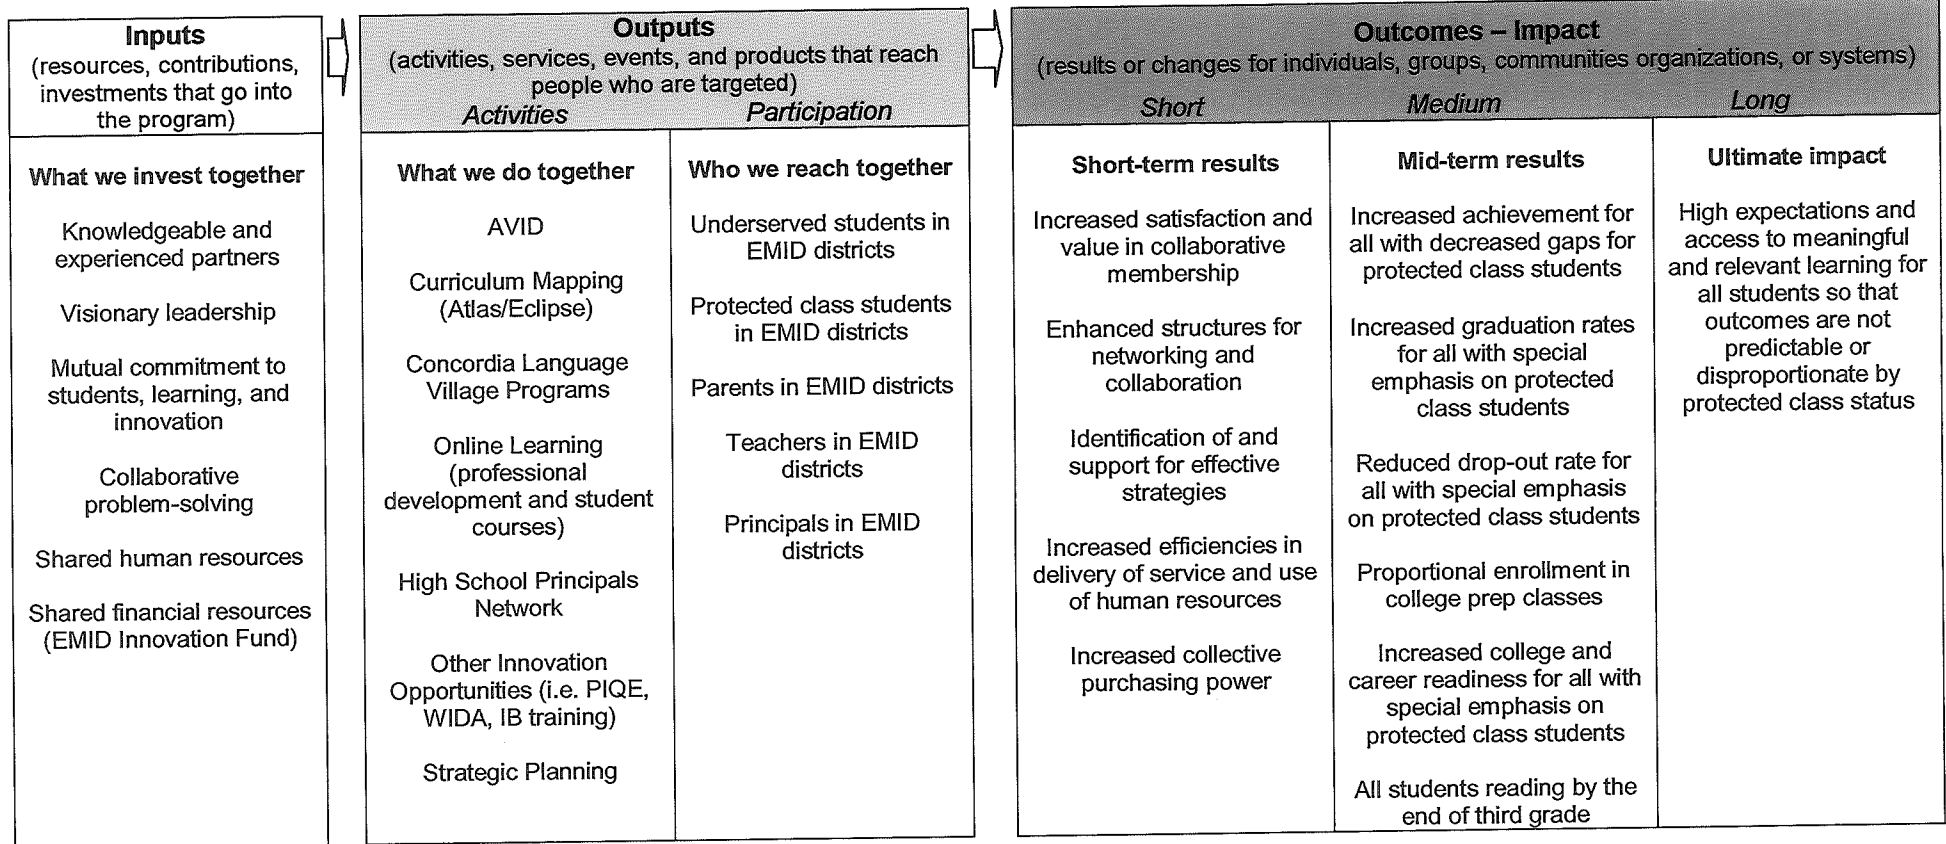 Inputs
(resources, contributions,
investments that go into
the program)
What we invest together
Knowledgeable and
experienced partners
Visionary leadership
Mutual commitment to
students, learning, and
innovation
Collaborative
problem-solving
Shared human resources
Shared financial resources
(EMID Innovation Fund)
Outputs
(activities, services, events, and products that reach
people who are targeted)
Activities
Participation
What we do together
AVID
Curriculum Mapping
(Atlas/Eclipse)
Concordia Language
Village Programs
Online Learning
(professional
development and student
courses)
High School Principals
Network
Other Innovation
Opportunities (i.e. PIQE,
WIDA, IB training)
Strategic Planning
Who we reach together
Underserved students in
EMID districts
Protected class students
in EMID districts
Parents in EMID districts
Teachers in EMID
districts
Principals in EMID
districts
Outcomes – Impact
(results or changes for individuals, groups, communities organizations, or systems)
Short
Medium
Long
Short-term results
Increased satisfaction and
value in collaborative
membership
Enhanced structures for
networking and
collaboration
Identification of and
support for effective
strategies
Increased efficiencies in
delivery of service and use
of human resources
Increased collective
purchasing power
Mid-term results
Increased achievement for
all with decreased gaps for
protected class students
Increased graduation rates
for all with special
emphasis on protected
class students
Reduced drop-out rate for
all with special emphasis
on protected class students
Proportional enrollment in
college prep classes
Increased college and
career readiness for all with
special emphasis on
protected class students
All students reading by the
end of third grade
Ultimate impact
High expectations and
access to meaningful
and relevant learning for
all students so that
outcomes are not
predictable or
disproportionate by
protected class status